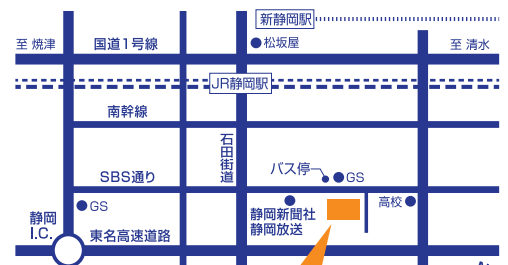 新静岡駅
至 焼津
国道1号線
松坂屋
至 清水
JR静岡駅
南幹線
石田街道
バス停
GS
SBS通り
GS
高校
静岡新聞社
静岡放送
静岡
I.C.
東名高速道路